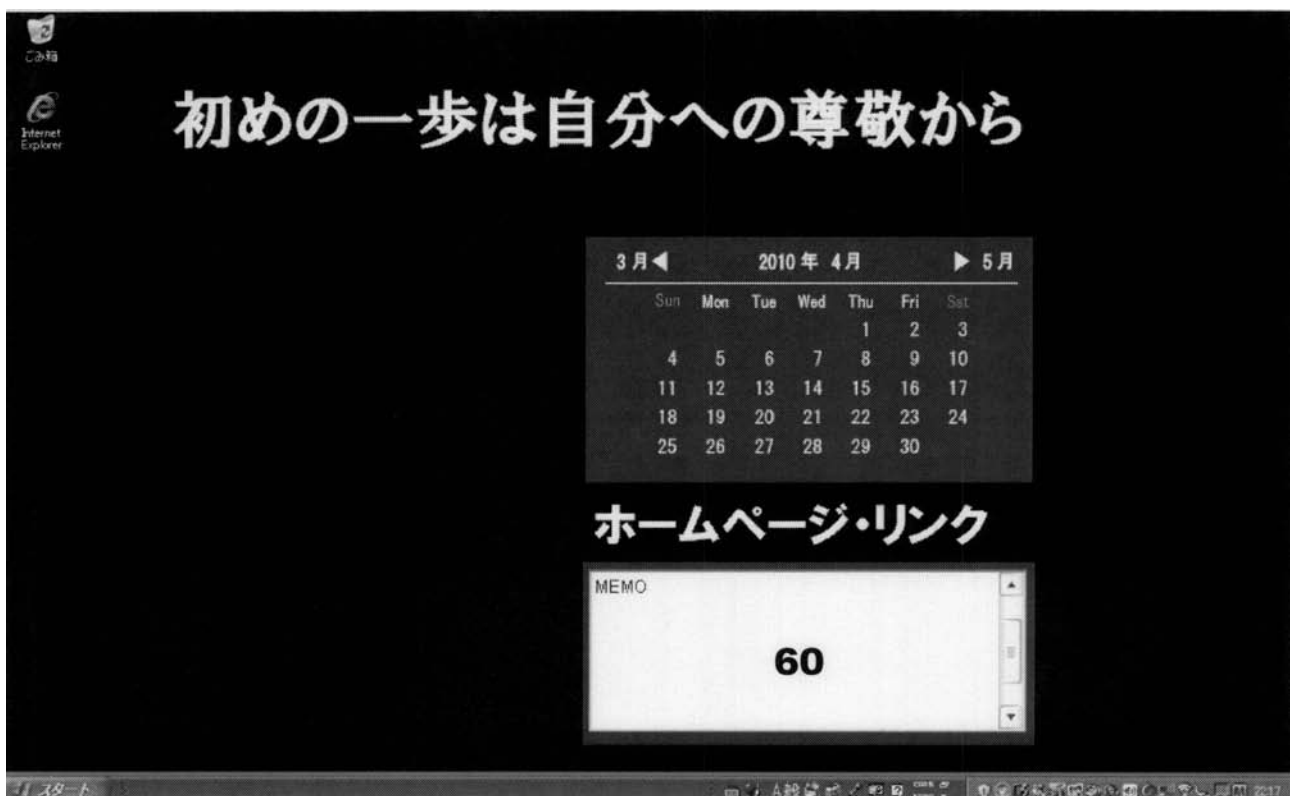 ごみ箱
Internet
Explorer
初めの一歩は自分への尊敬から
3月◀ 2010年 4月 ▶ 5月
Sun Mon Tue Wed Thu Fri Sat
1 2 3
4 5 6 7 8 9 10
11 12 13 14 15 16 17
18 19 20 21 22 23 24
25 26 27 28 29 30
ホームページ・リンク
MEMO
60
スタート
A 般
22:17